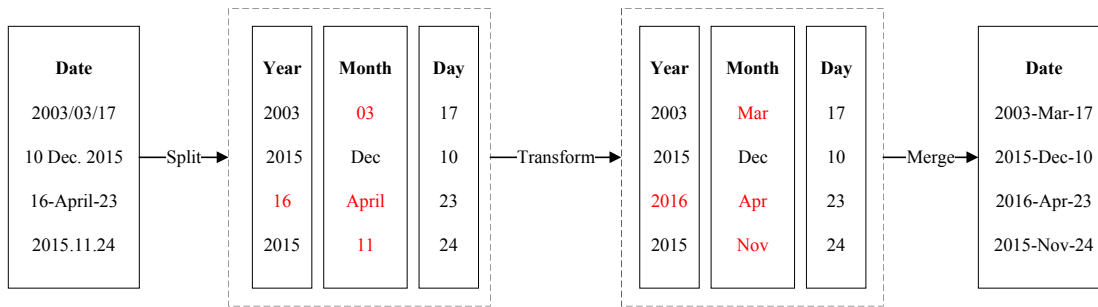 Date Year Month Day Year Month Day Date
2003/03/17 2003 03 17 2003 Mar 17 2003-Mar-17
10 Dec. 2015 Split 2015 Dec 10 Transform 2015 Dec 10 Merge 2015-Dec-10
16-April-23 16 April 23 2016 Apr 23 2016-Apr-23
2015.11.24 2015 11 24 2015 Nov 24 2015-Nov-24